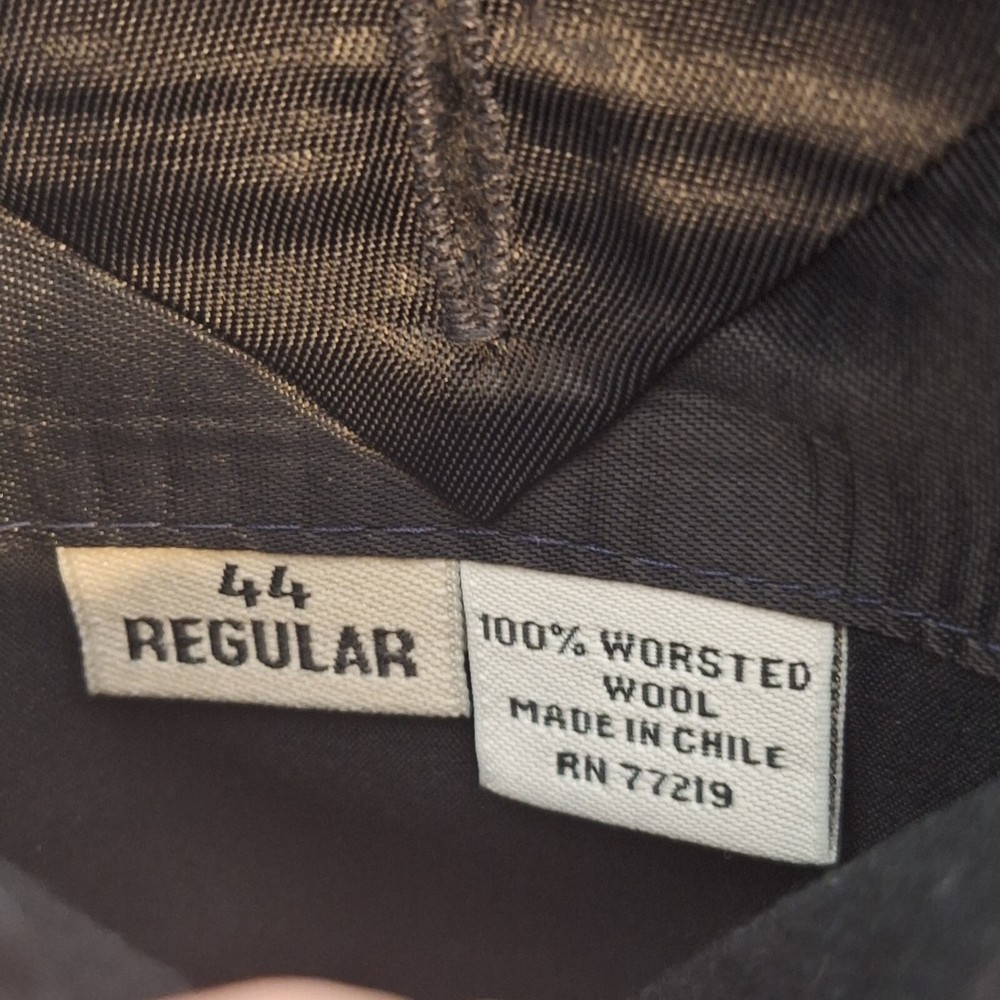 44
REGULAR
100% WORSTED
WOOL
MADE IN CHILE
RN 77219